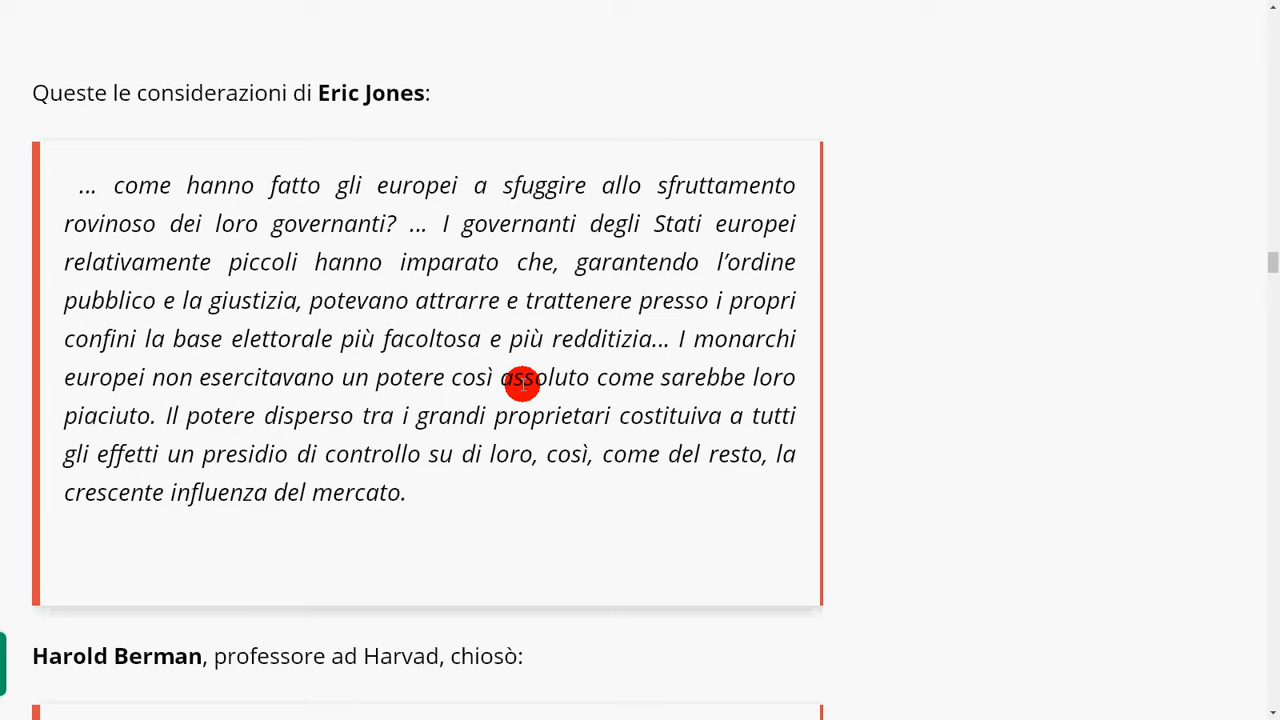 Queste le considerazioni di Eric Jones:
... come hanno fatto gli europei a sfuggire allo sfruttamento
rovinoso dei loro governanti? ... I governanti degli Stati europei
relativamente piccoli hanno imparato che, garantendo l’ordine
pubblico e la giustizia, potevano attrarre e trattenere presso i propri
confini la base elettorale più facoltosa e più redditizia... I monarchi
europei non esercitavano un potere così assoluto come sarebbe loro
piaciuto. Il potere disperso tra i grandi proprietari costituiva a tutti
gli effetti un presidio di controllo su di loro, così, come del resto, la
crescente influenza del mercato.
Harold Berman, professore ad Harvad, chiosò: